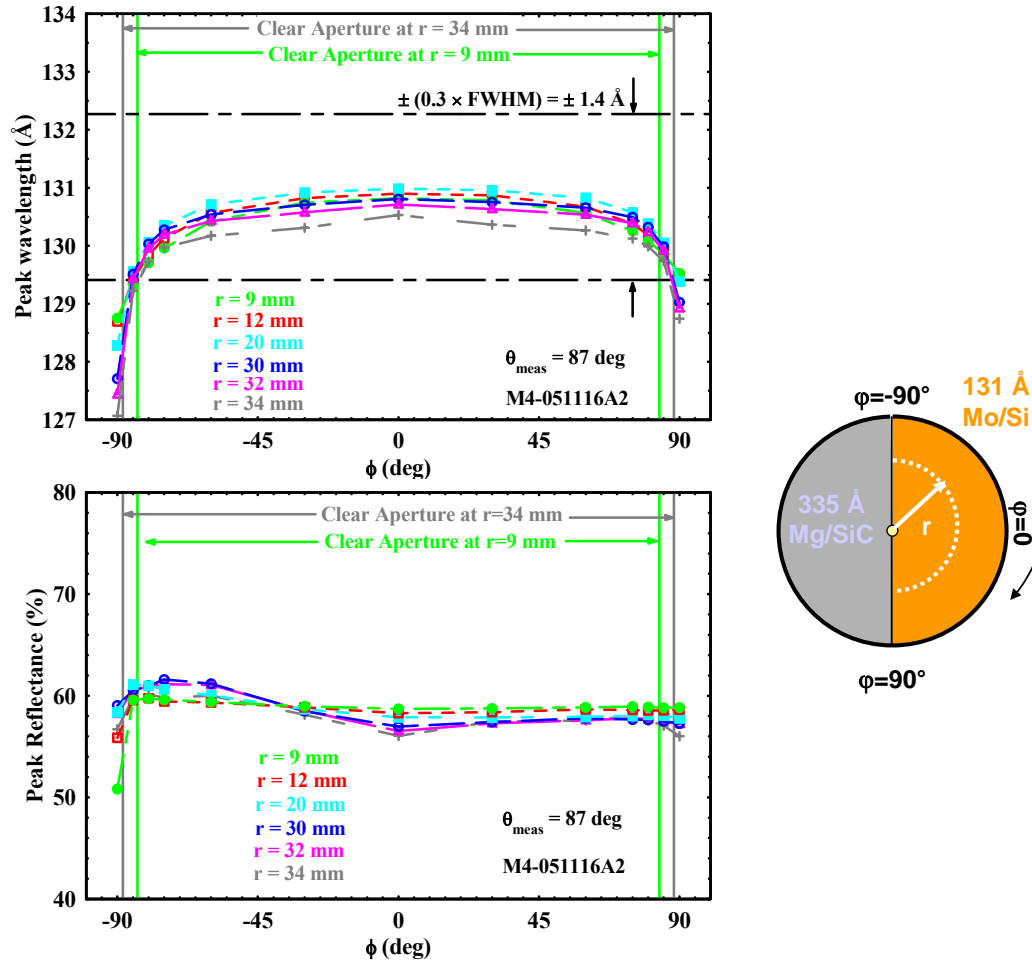 134
133
132
131
130
129
128
127
Peak wavelength (Å)
Clear Aperture at r = 34 mm
Clear Aperture at r = 9 mm
± (0.3 × FWHM) = ± 1.4 Å
r = 9 mm
r = 12 mm
r = 20 mm
r = 30 mm
r = 32 mm
r = 34 mm
θmeas = 87 deg
M4-051116A2
-90 -45 0 45 90
ϕ (deg)
80
70
60
50
40
Peak Reflectance (%)
Clear Aperture at r=34 mm
Clear Aperture at r=9 mm
r = 9 mm
r = 12 mm
r = 20 mm
r = 30 mm
r = 32 mm
r = 34 mm
θmeas = 87 deg
M4-051116A2
-90 -45 0 45 90
ϕ (deg)
φ=-90°
131 Å
Mo/Si
335 Å
Mg/SiC
r
φ=0
φ=90°